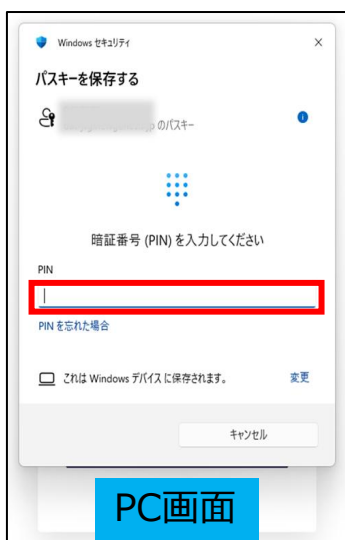 Windows セキュリティ
パスキーを保存する
のパスキー
暗証番号 (PIN) を入力してください
PIN
PIN を忘れた場合
これは Windows デバイスに保存されます。 変更
キャンセル
PC画面